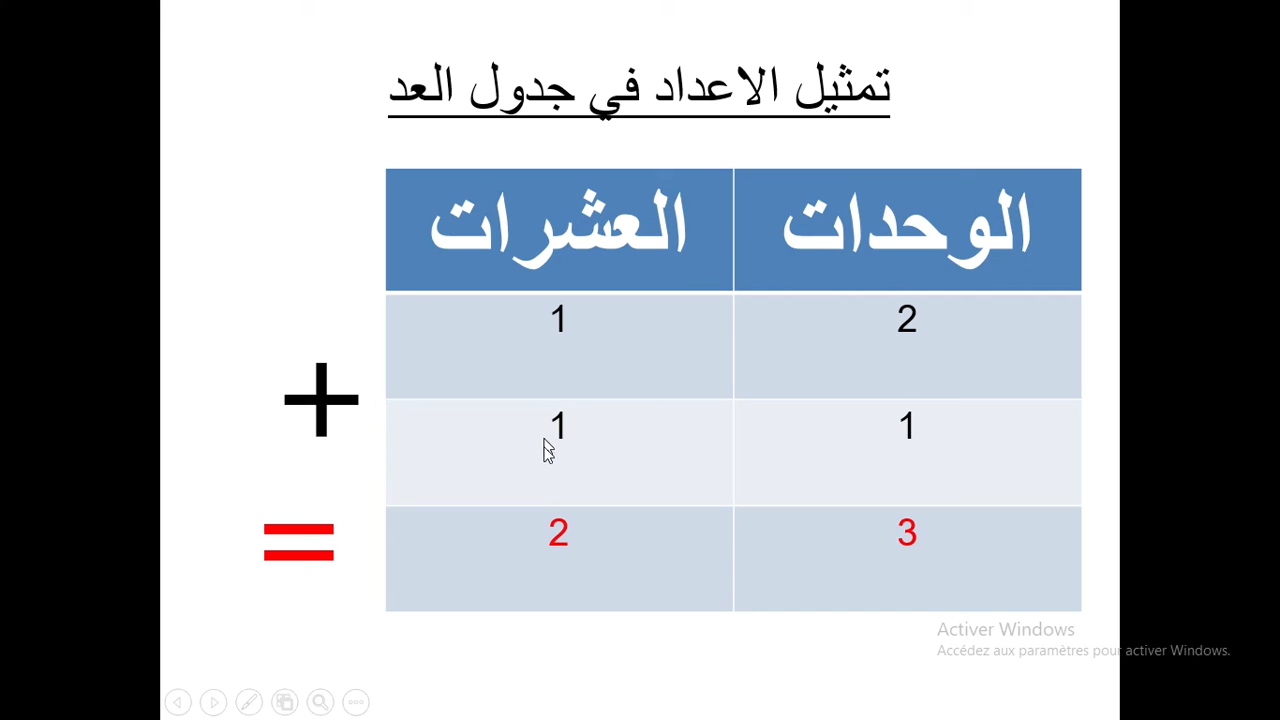 تمثيل الاعداد في جدول العد
الوحدات العشرات
2 1
+
1 1
=
3 2
Activer Windows
Accédez aux paramètres pour activer Windows.